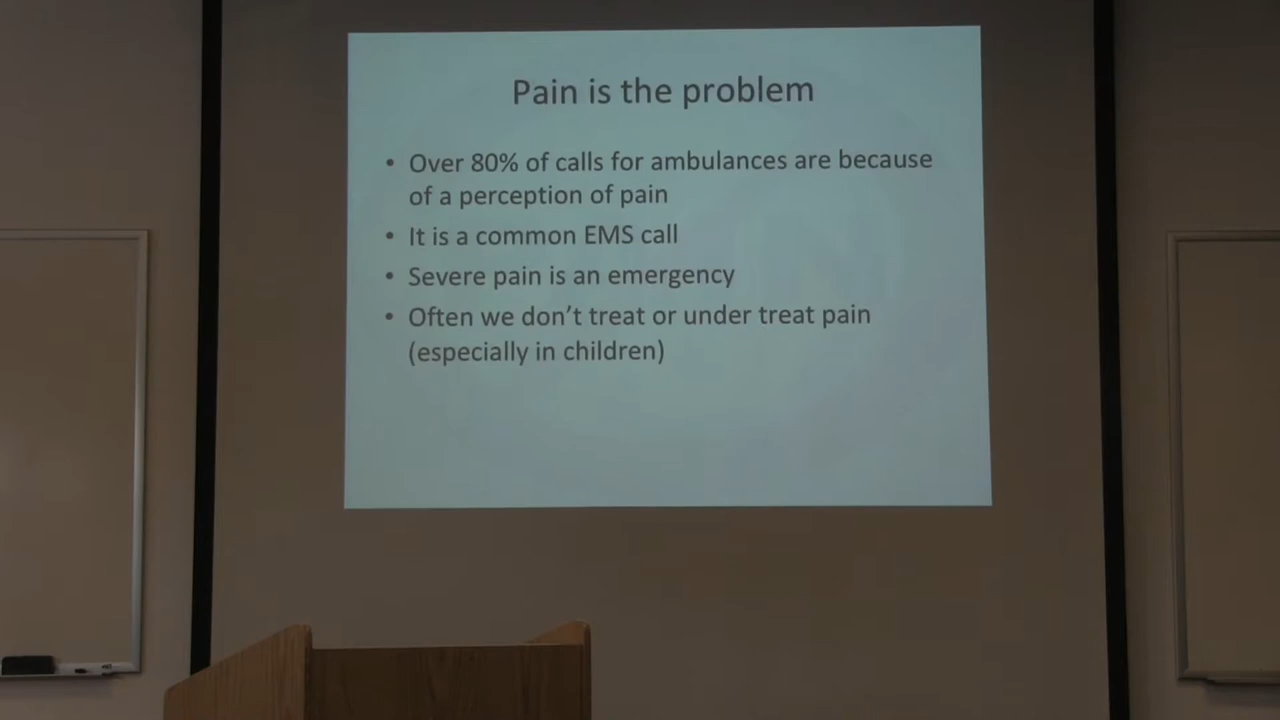 Pain is the problem
• Over 80% of calls for ambulances are because
of a perception of pain
• It is a common EMS call
• Severe pain is an emergency
• Often we don't treat or under treat pain
(especially in children)